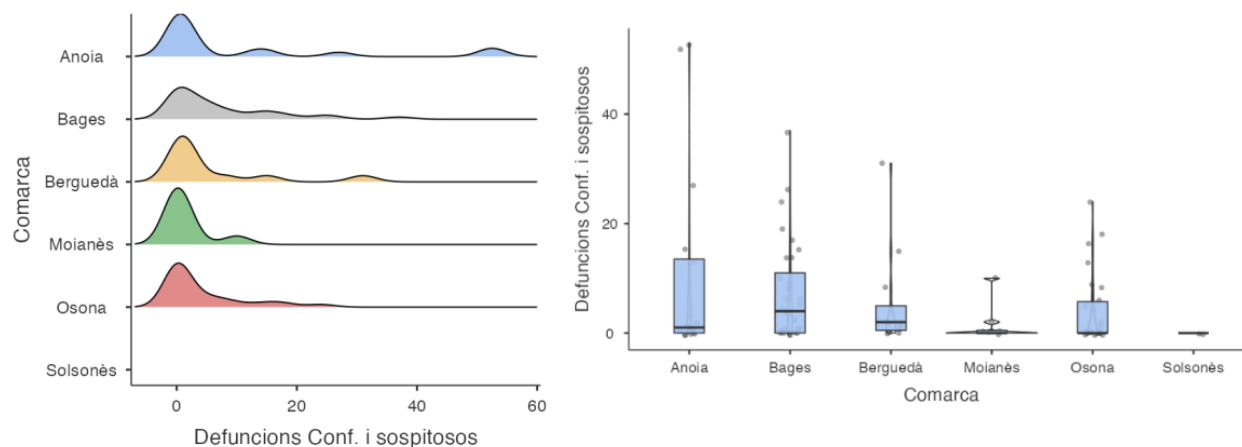 Comarca
Anoia
Bages
Berguedà
Moianès
Osona
Solsonès
0
20
40
60
Defuncions Conf. i sospitosos
Defuncions Conf. i sospitosos
40
20
0
Anoia
Bages
Berguedà
Moianès
Osona
Solsonès
Comarca